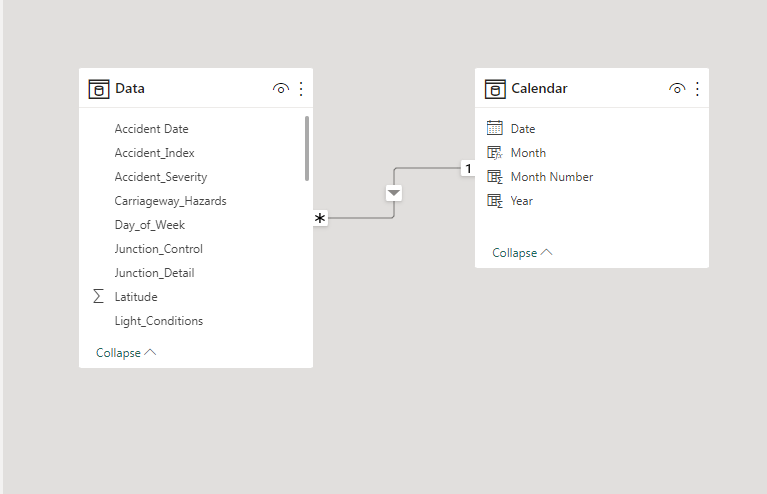 Data
Accident Date
Accident_Index
Accident_Severity
Carriageway_Hazards
Day_of_Week
Junction_Control
Junction_Detail
Latitude
Light_Conditions
Collapse
*
1
Calendar
Date
Month
Month Number
Year
Collapse